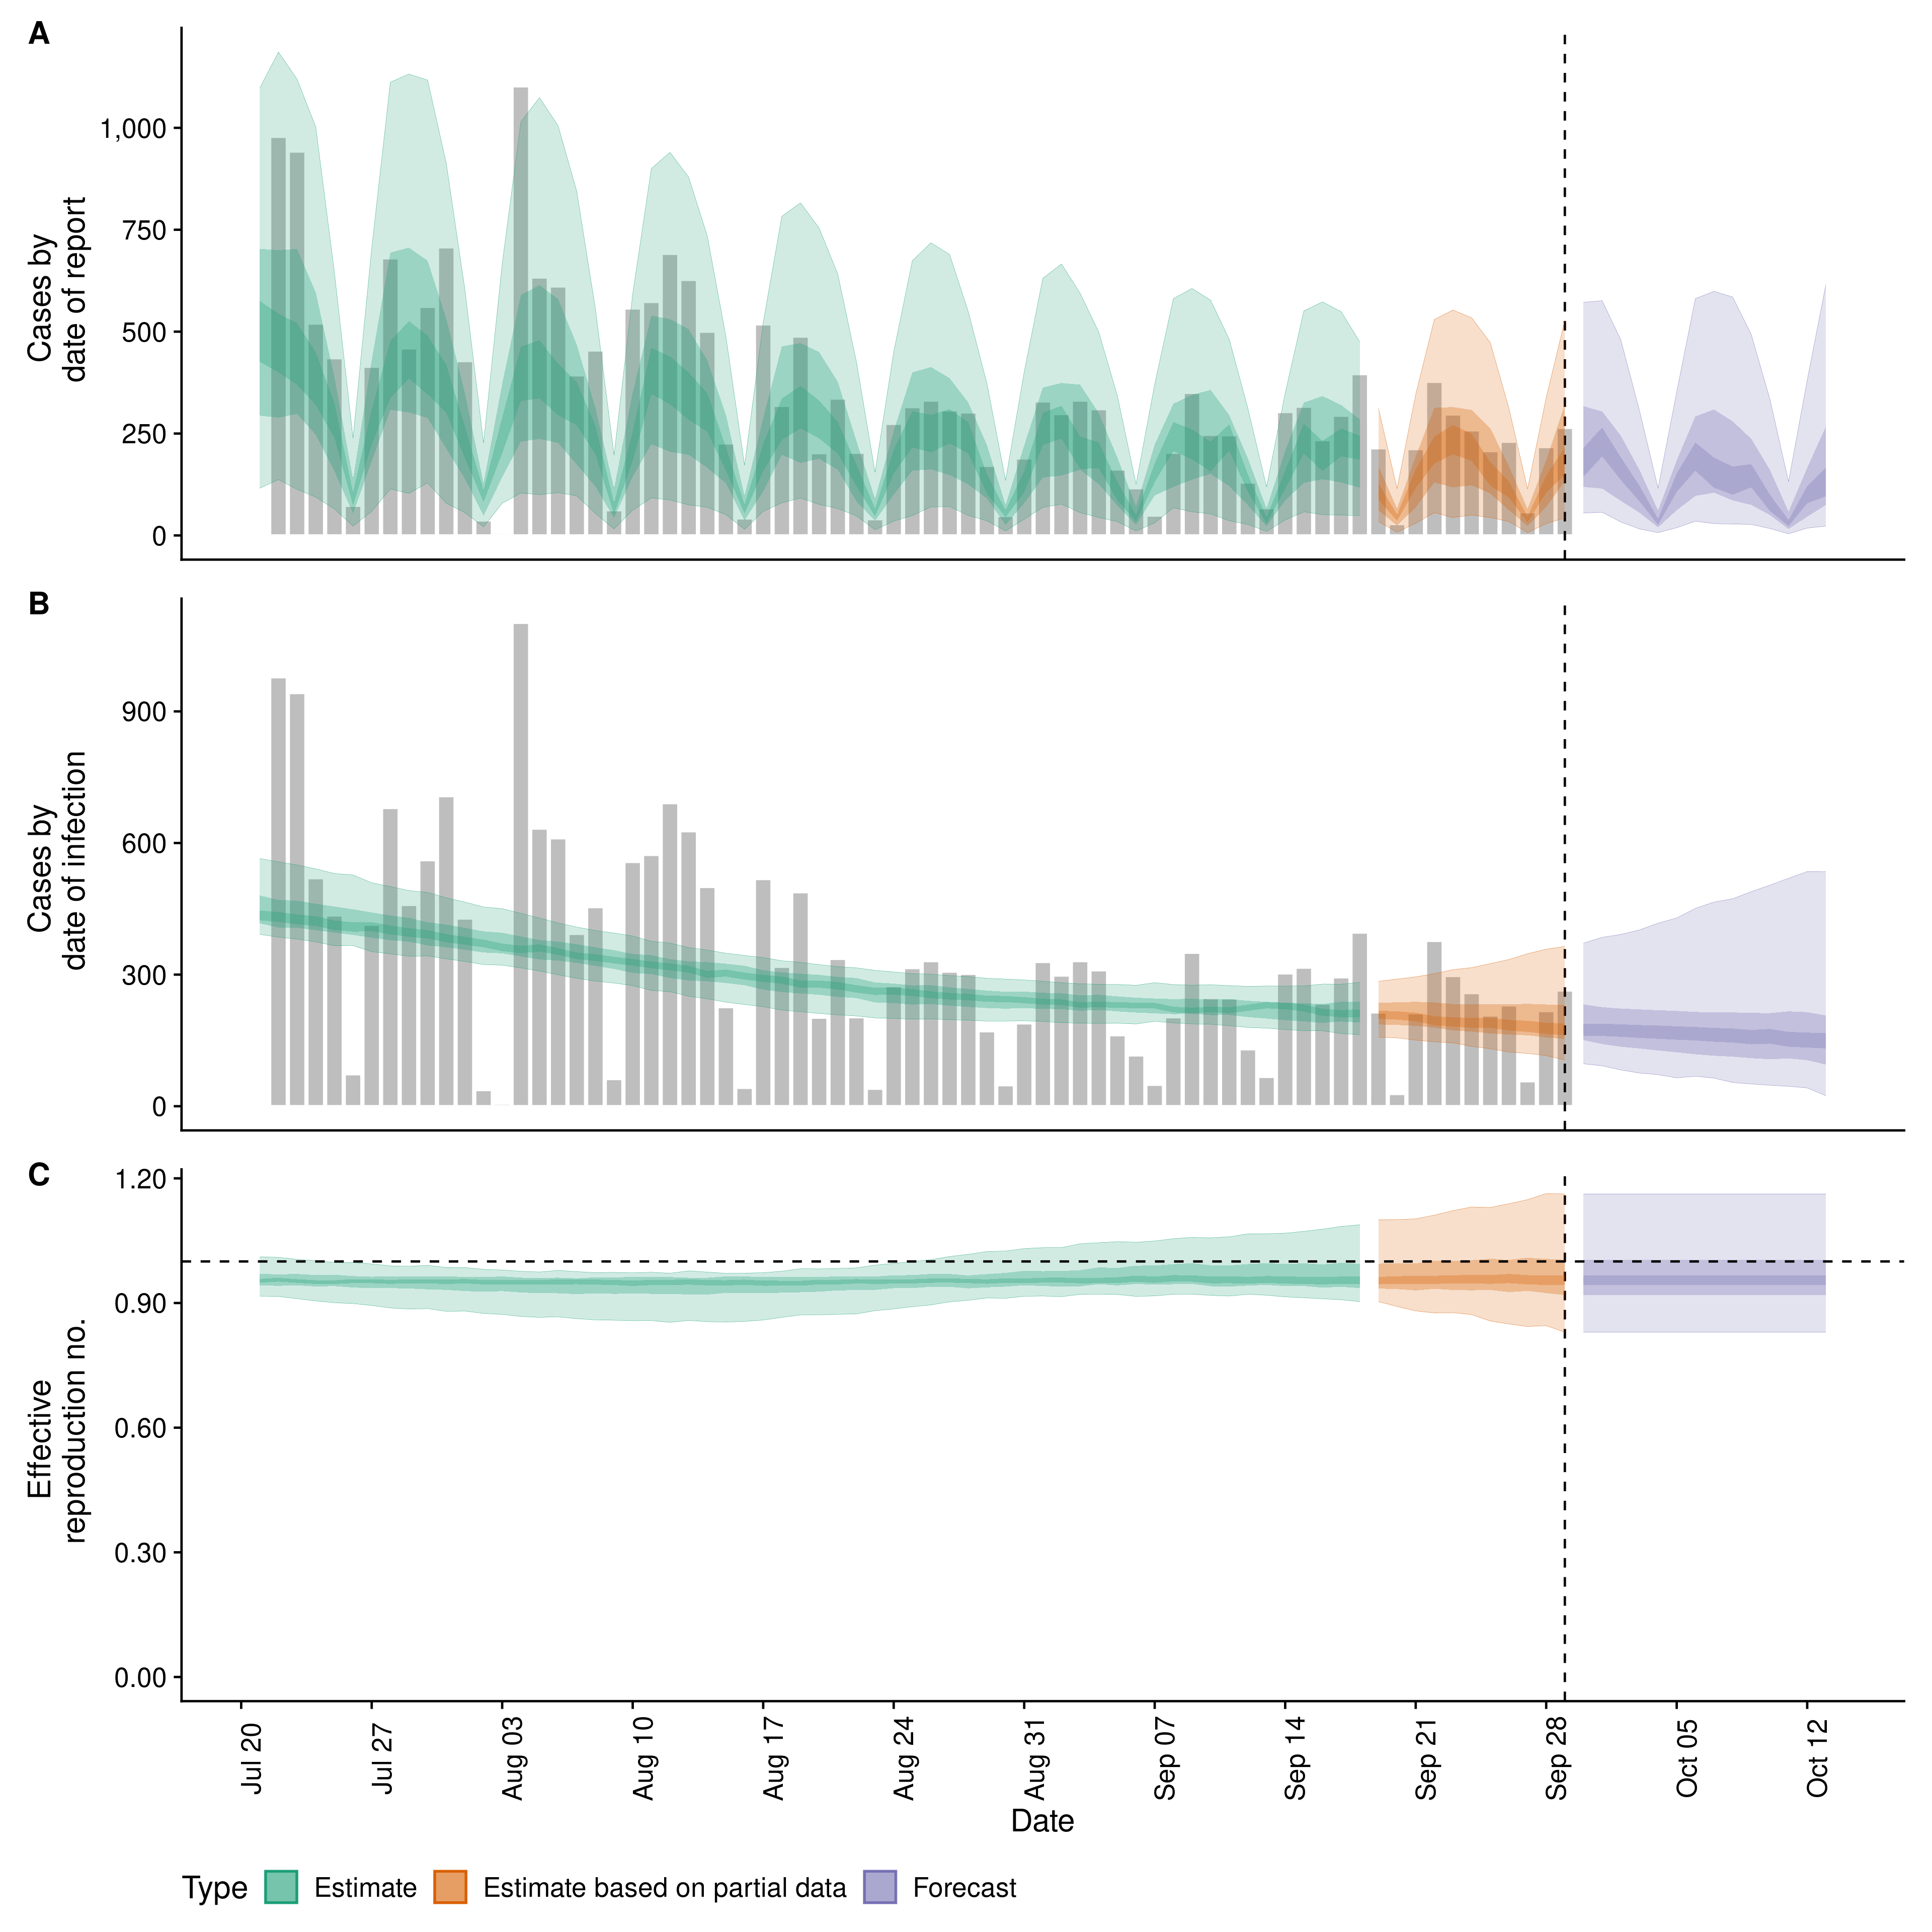 A
Cases by
date of report
1,000
750
500
250
0
B
Cases by
date of infection
900
600
300
0
C
Effective
reproduction no.
1.20
0.90
0.60
0.30
0.00
Jul 20
Jul 27
Aug 03
Aug 10
Aug 17
Aug 24
Aug 31
Sep 07
Sep 14
Sep 21
Sep 28
Oct 05
Oct 12
Date
Type Estimate Estimate based on partial data Forecast